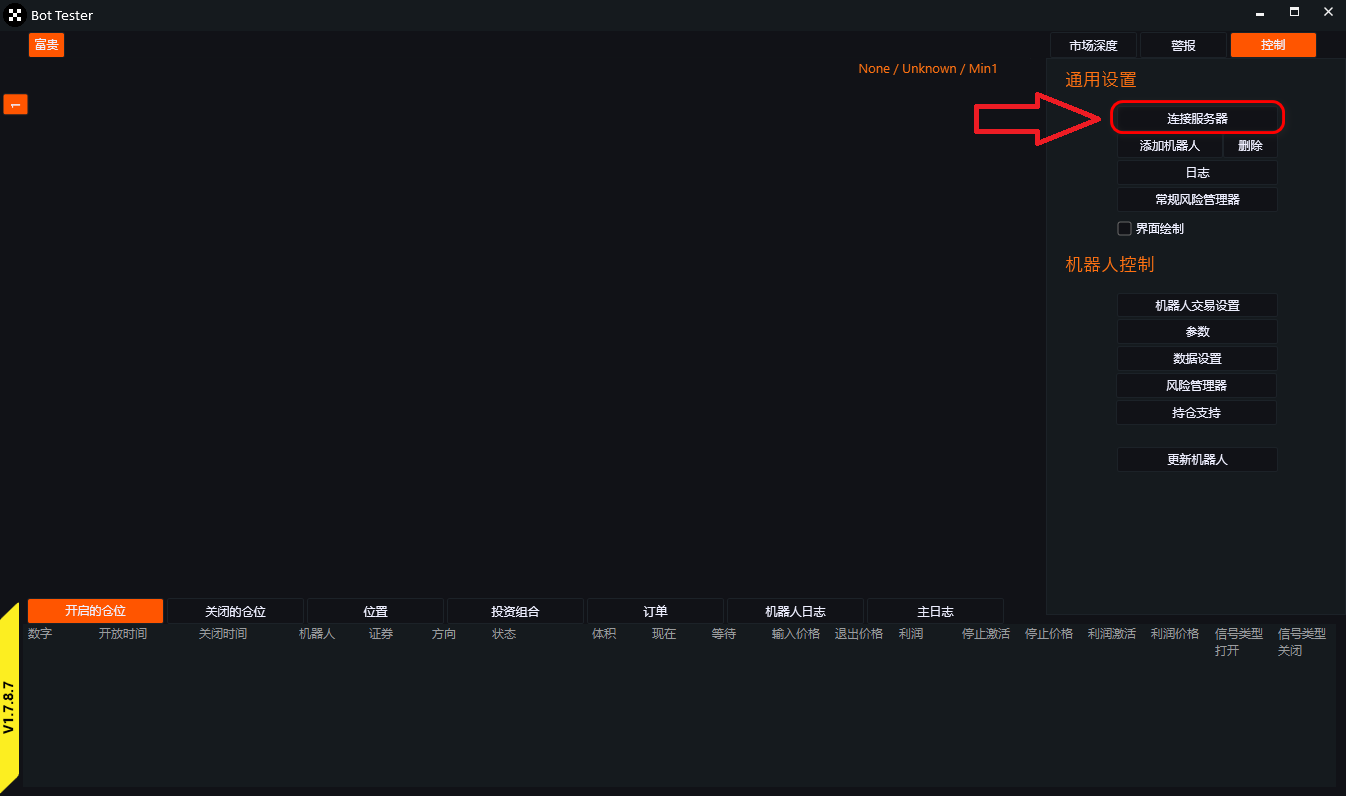 Bot Tester
富贵
市场深度 警报 控制
None / Unknown / Min1
通用设置
1
连接服务器
添加机器人 删除
日志
常规风险管理器
界面绘制
机器人控制
机器人交易设置
参数
数据设置
风险管理器
持仓支持
更新机器人
开启的仓位 关闭的仓位 位置 投资组合 订单 机器人日志 主日志
数字 开放时间 关闭时间 机器人 证券 方向 状态 体积 现在 等待 输入价格 退出价格 利润 停止激活 停止价格 利润激活 利润价格 信号类型 信号类型
打开 关闭
V1.7.8.7